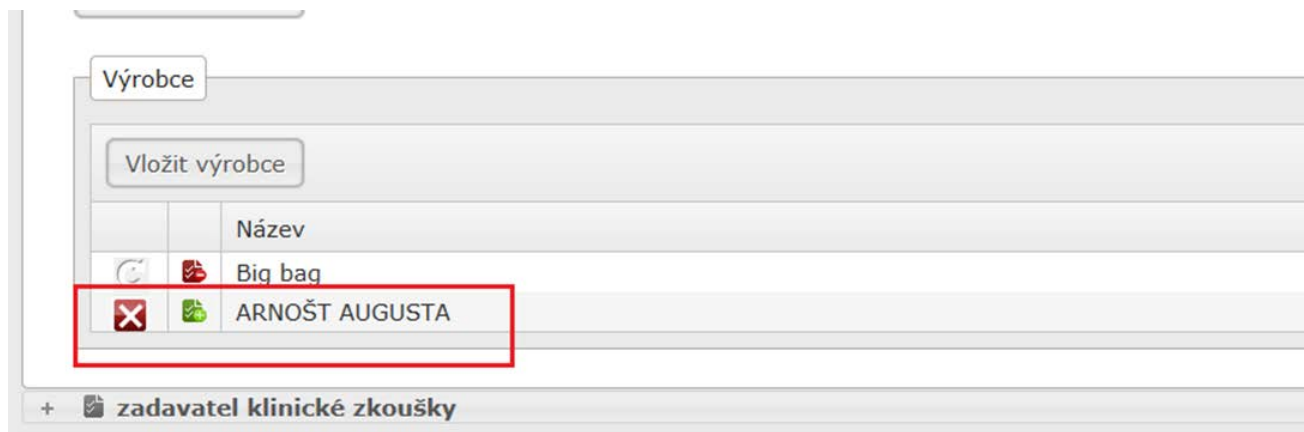 Výrobce
Vložit výrobce
Název
Big bag
ARNOŠT AUGUSTA
+ zadavatel klinické zkoušky